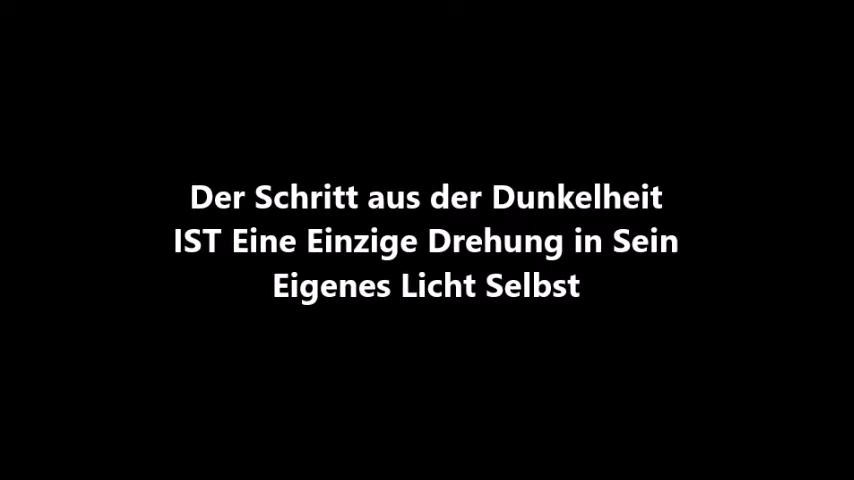 Der Schritt aus der Dunkelheit
IST Eine Einzige Drehung in Sein
Eigenes Licht Selbst